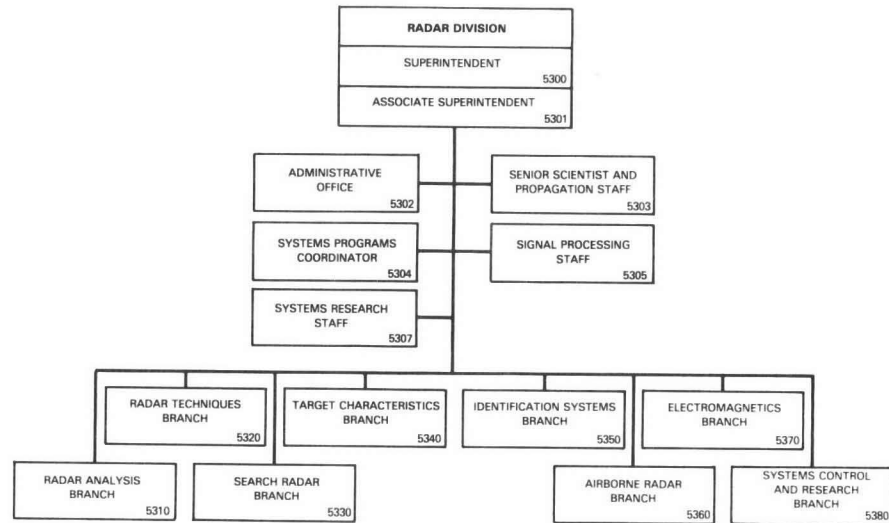 RADAR DIVISION
SUPERINTENDENT
5300
ASSOCIATE SUPERINTENDENT
5301
ADMINISTRATIVE
OFFICE
5302
SENIOR SCIENTIST AND
PROPAGATION STAFF
5303
SYSTEMS PROGRAMS
COORDINATOR
5304
SIGNAL PROCESSING
STAFF
5305
SYSTEMS RESEARCH
STAFF
5307
RADAR TECHNIQUES
BRANCH
5320
TARGET CHARACTERISTICS
BRANCH
5340
IDENTIFICATION SYSTEMS
BRANCH
5350
ELECTROMAGNETICS
BRANCH
5370
RADAR ANALYSIS
BRANCH
5310
SEARCH RADAR
BRANCH
5330
AIRBORNE RADAR
BRANCH
5360
SYSTEMS CONTROL
AND RESEARCH
BRANCH
5380